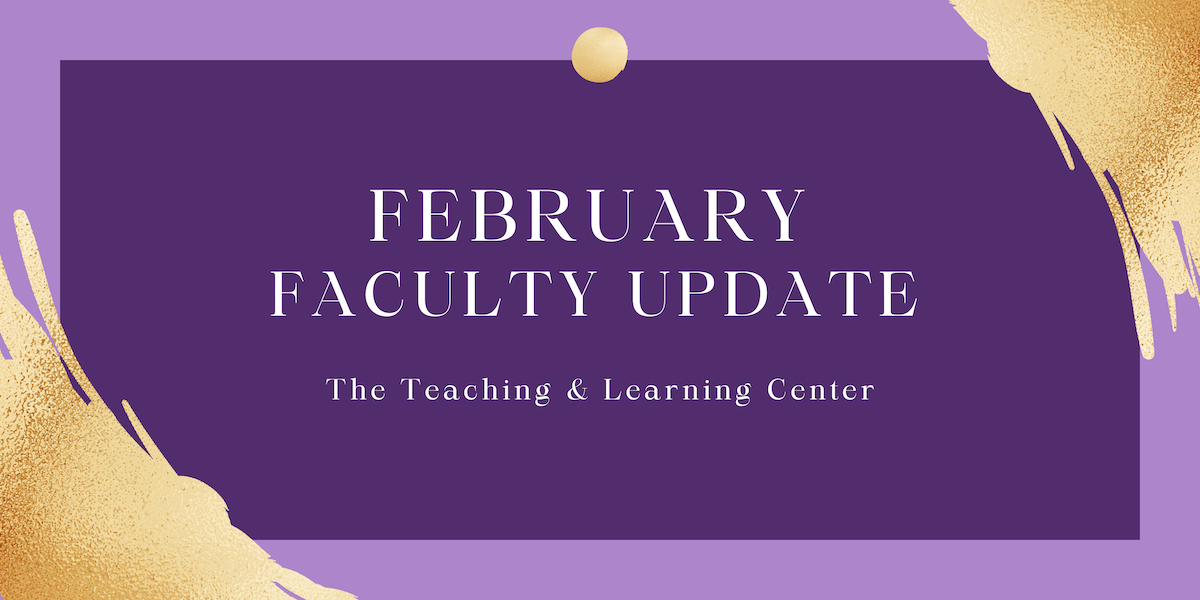 FEBRUARY
FACULTY UPDATE
The Teaching & Learning Center